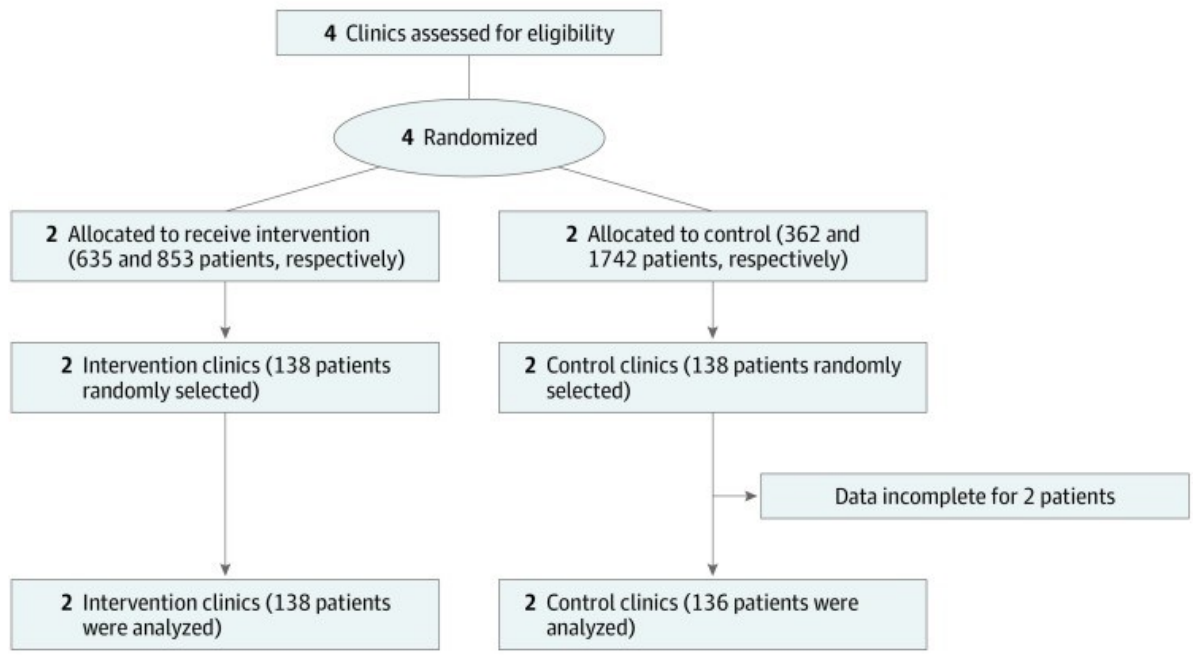 4 Clinics assessed for eligibility
4 Randomized
2 Allocated to receive intervention
(635 and 853 patients, respectively)
2 Allocated to control (362 and
1742 patients, respectively)
2 Intervention clinics (138 patients
randomly selected)
2 Control clinics (138 patients randomly
selected)
Data incomplete for 2 patients
2 Intervention clinics (138 patients
were analyzed)
2 Control clinics (136 patients were
analyzed)